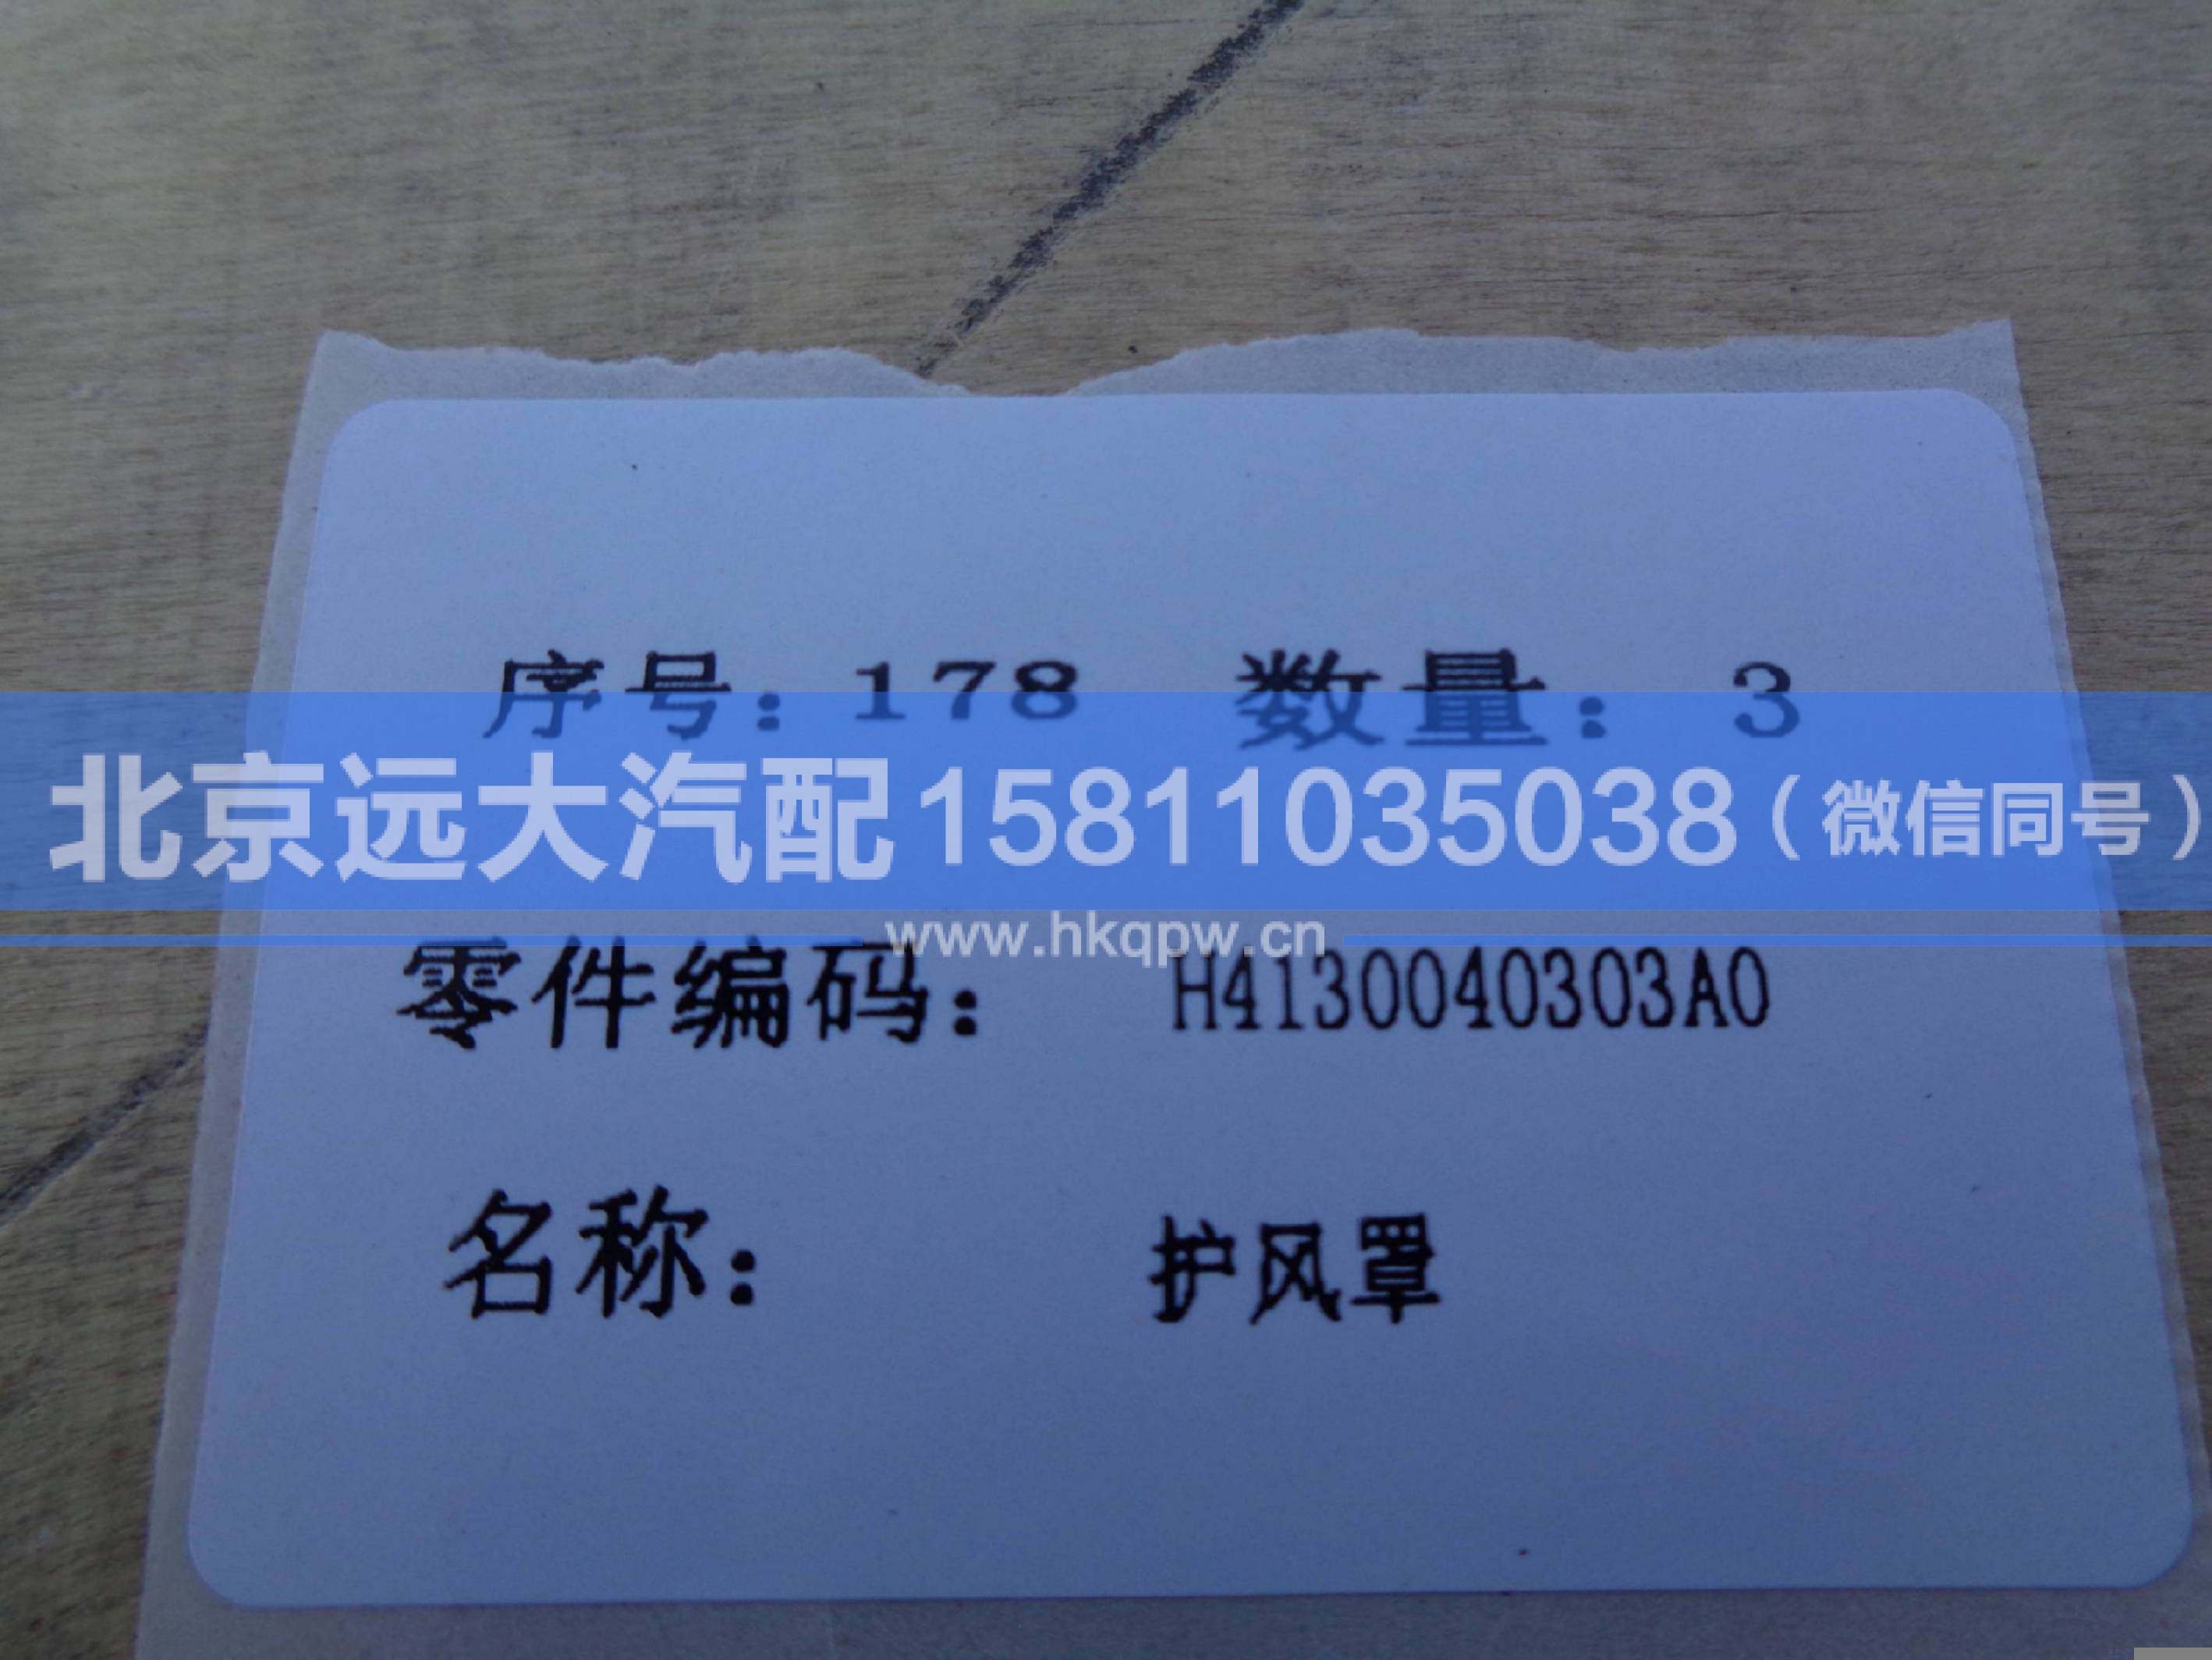 序号：178 数量：3
北京远大汽配15811035038（微信同号）
www.hkqpw.cn
零件编码： H4130040303A0
名称： 护风罩